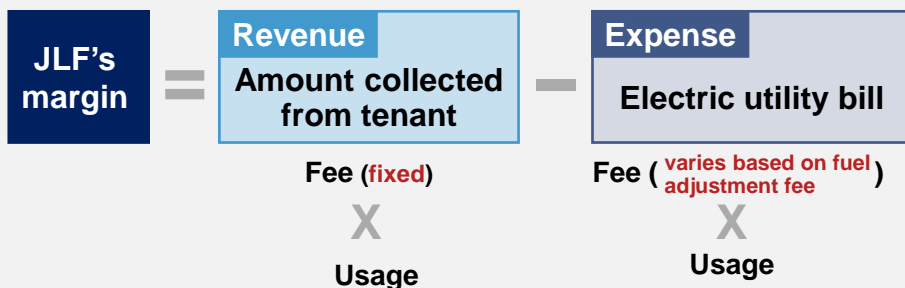 JLF's
margin
=
Revenue
Amount collected
from tenant
−
Expense
Electric utility bill
Fee (fixed)
X
Usage
Fee ( varies based on fuel
adjustment fee )
X
Usage